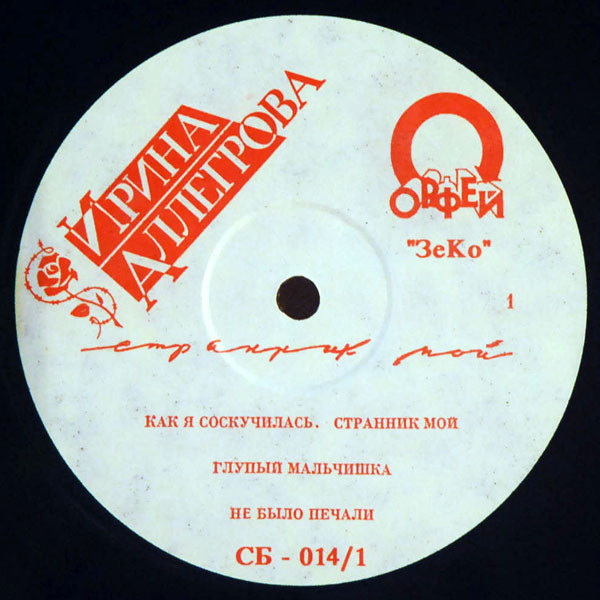 ИРИНА
АЛЛЕГРОВА
ОРФЕЙ
"ЗеКо"
1
странник мой
КАК Я СОСКУЧИЛАСЬ. СТРАННИК МОЙ
ГЛУПЫЙ МАЛЬЧИШКА
НЕ БЫЛО ПЕЧАЛИ
СБ - 014/1